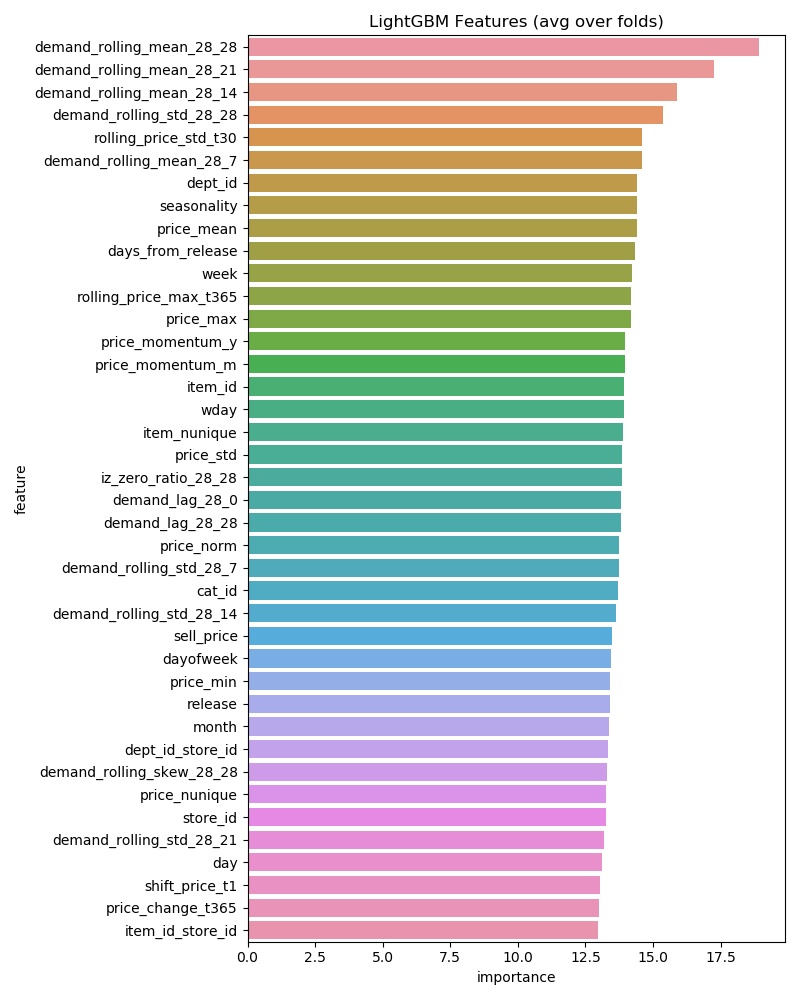 LightGBM Features (avg over folds)
demand_rolling_mean_28_28
demand_rolling_mean_28_21
demand_rolling_mean_28_14
demand_rolling_std_28_28
rolling_price_std_t30
demand_rolling_mean_28_7
dept_id
seasonality
price_mean
days_from_release
week
rolling_price_max_t365
price_max
price_momentum_y
price_momentum_m
item_id
wday
item_nunique
price_std
iz_zero_ratio_28_28
demand_lag_28_0
demand_lag_28_28
price_norm
demand_rolling_std_28_7
cat_id
demand_rolling_std_28_14
sell_price
dayofweek
price_min
release
month
dept_id_store_id
demand_rolling_skew_28_28
price_nunique
store_id
demand_rolling_std_28_21
day
shift_price_t1
price_change_t365
item_id_store_id
feature
0.0 2.5 5.0 7.5 10.0 12.5 15.0 17.5
importance